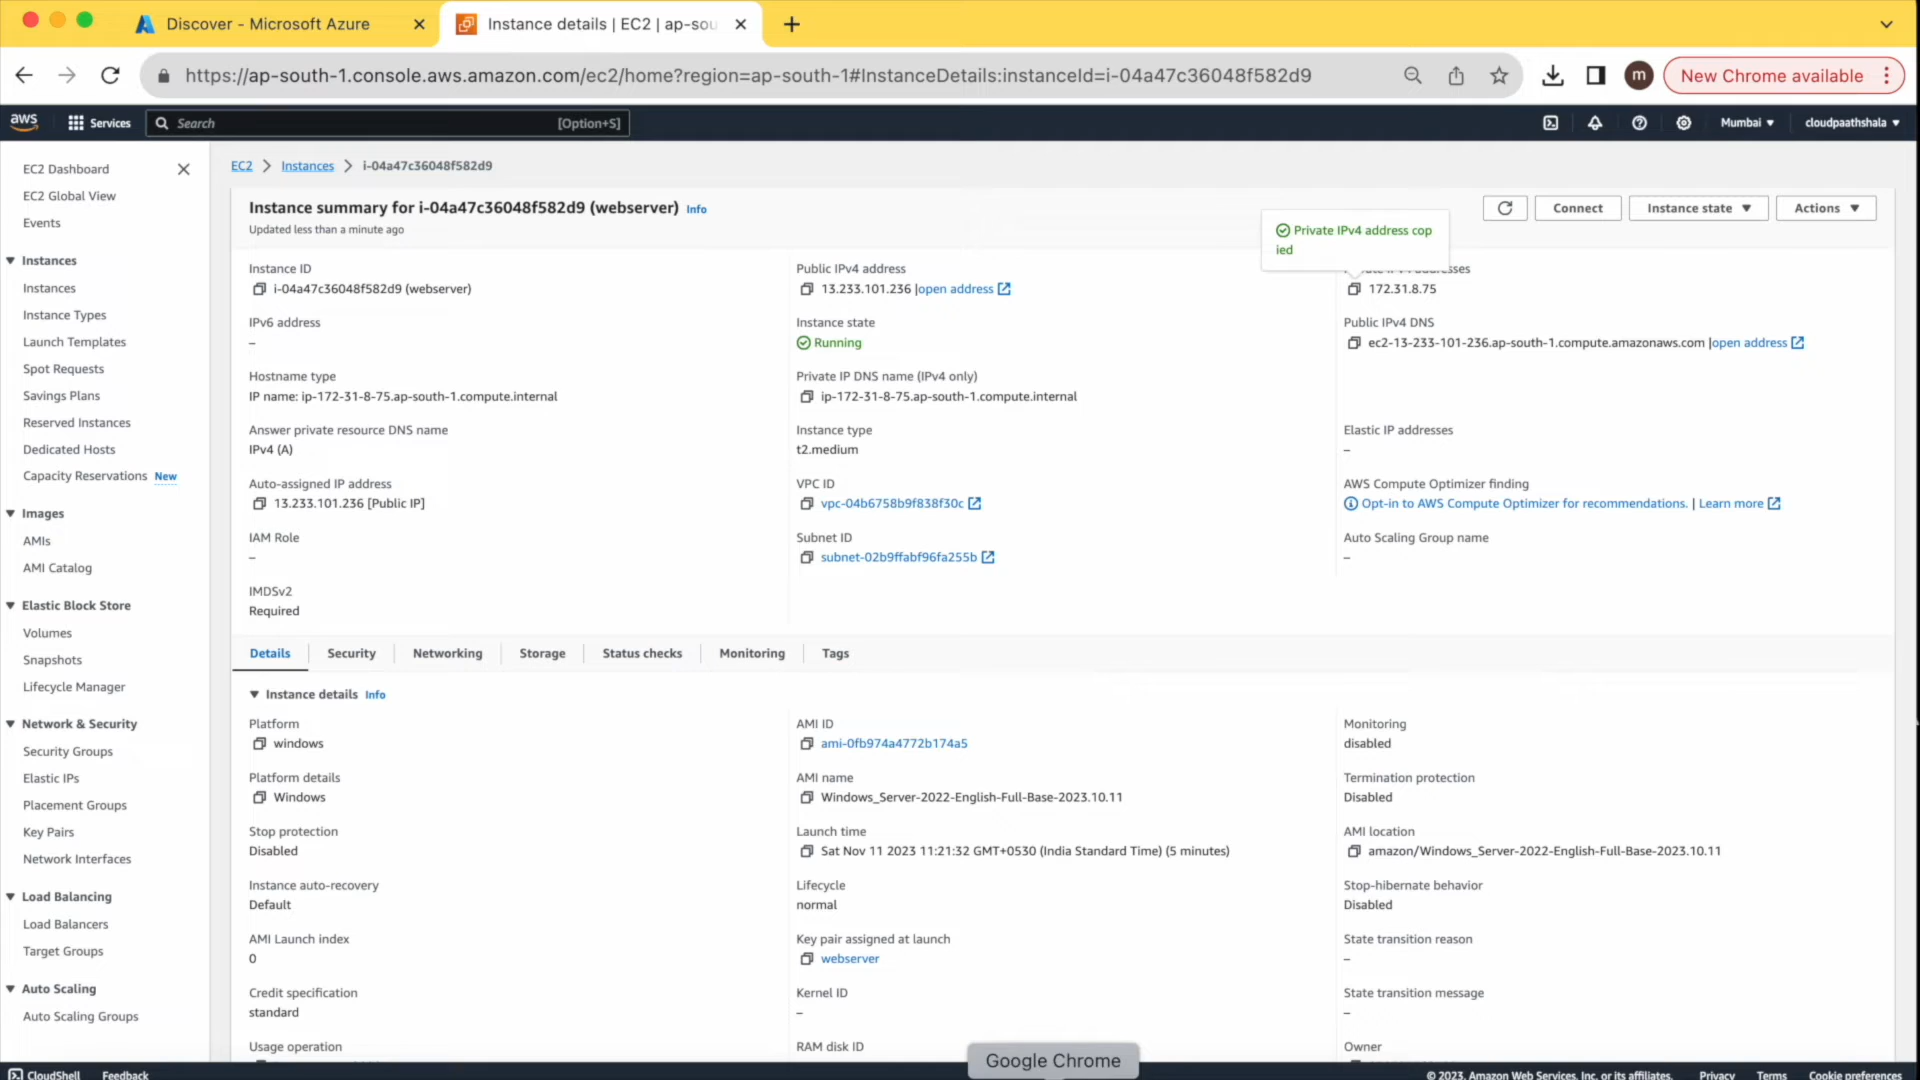 Discover - Microsoft Azure
Instance details | EC2 | ap-sou
https://ap-south-1.console.aws.amazon.com/ec2/home?region=ap-south-1#InstanceDetails:instanceId=i-04a47c36048f582d9
m
New Chrome available
aws
Services
Search
[Option+S]
Mumbai
cloudpaathshala
EC2 Dashboard
EC2 Global View
Events
Instances
Instances
Instance Types
Launch Templates
Spot Requests
Savings Plans
Reserved Instances
Dedicated Hosts
Capacity Reservations New
Images
AMIs
AMI Catalog
Elastic Block Store
Volumes
Snapshots
Lifecycle Manager
Network & Security
Security Groups
Elastic IPs
Placement Groups
Key Pairs
Network Interfaces
Load Balancing
Load Balancers
Target Groups
Auto Scaling
Auto Scaling Groups
EC2 > Instances > i-04a47c36048f582d9
Instance summary for i-04a47c36048f582d9 (webserver) Info
Updated less than a minute ago
Connect
Instance state
Actions
Private IPv4 address cop
ied
Instance ID
i-04a47c36048f582d9 (webserver)
Public IPv4 address
13.233.101.236 |open address
esses
172.31.8.75
IPv6 address
–
Instance state
Running
Public IPv4 DNS
ec2-13-233-101-236.ap-south-1.compute.amazonaws.com |open address
Hostname type
IP name: ip-172-31-8-75.ap-south-1.compute.internal
Private IP DNS name (IPv4 only)
ip-172-31-8-75.ap-south-1.compute.internal
Answer private resource DNS name
IPv4 (A)
Instance type
t2.medium
Elastic IP addresses
–
Auto-assigned IP address
13.233.101.236 [Public IP]
VPC ID
vpc-04b6758b9f838f30c
AWS Compute Optimizer finding
Opt-in to AWS Compute Optimizer for recommendations. | Learn more
IAM Role
–
Subnet ID
subnet-02b9ffabf96fa255b
Auto Scaling Group name
–
IMDSv2
Required
Details
Security
Networking
Storage
Status checks
Monitoring
Tags
Instance details Info
Platform
windows
AMI ID
ami-0fb974a4772b174a5
Monitoring
disabled
Platform details
Windows
AMI name
Windows_Server-2022-English-Full-Base-2023.10.11
Termination protection
Disabled
Stop protection
Disabled
Launch time
Sat Nov 11 2023 11:21:32 GMT+0530 (India Standard Time) (5 minutes)
AMI location
amazon/Windows_Server-2022-English-Full-Base-2023.10.11
Instance auto-recovery
Default
Lifecycle
normal
Stop-hibernate behavior
Disabled
AMI Launch index
0
Key pair assigned at launch
webserver
State transition reason
–
Credit specification
standard
Kernel ID
–
State transition message
–
Usage operation
RAM disk ID
Owner
Google Chrome
CloudShell
Feedback
© 2023, Amazon Web Services, Inc. or its affiliates.
Privacy
Terms
Cookie preferences